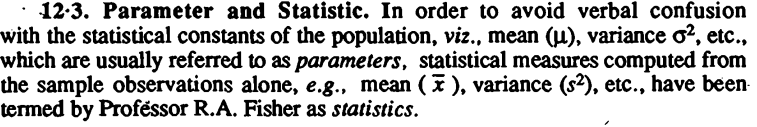 12·3. Parameter and Statistic. In order to avoid verbal confusion
with the statistical constants of the population, viz., mean (μ), variance σ², etc.,
which are usually referred to as parameters, statistical measures computed from
the sample observations alone, e.g., mean ( x̄ ), variance (s²), etc., have been
termed by Professor R.A. Fisher as statistics.